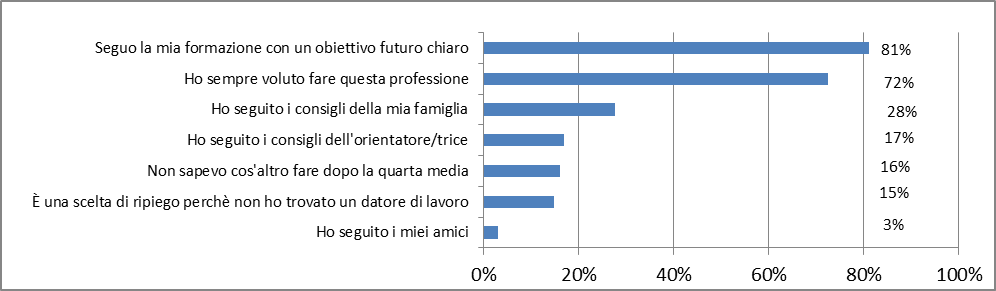 Seguo la mia formazione con un obiettivo futuro chiaro 81%
Ho sempre voluto fare questa professione 72%
Ho seguito i consigli della mia famiglia 28%
Ho seguito i consigli dell'orientatore/trice 17%
Non sapevo cos'altro fare dopo la quarta media 16%
È una scelta di ripiego perchè non ho trovato un datore di lavoro 15%
Ho seguito i miei amici 3%
0% 20% 40% 60% 80% 100%